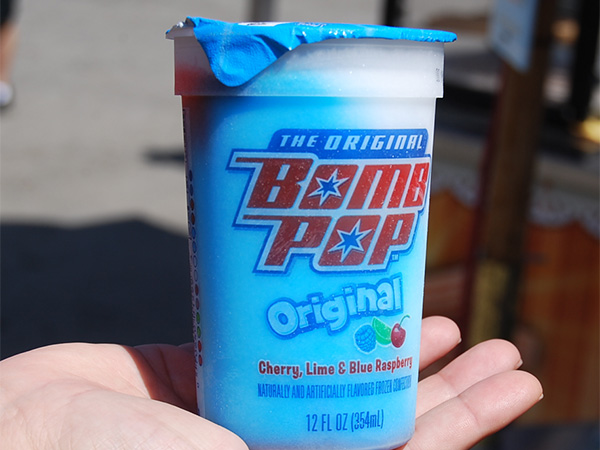 THE ORIGINAL
BOMB
POP
TM
Original
Cherry, Lime & Blue Raspberry
NATURALLY AND ARTIFICIALLY FLAVORED FROZEN CONFECTION
12 FL OZ (354mL)